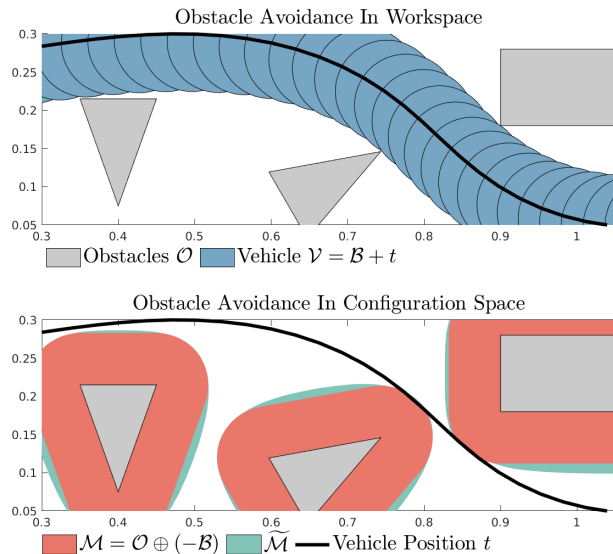 Obstacle Avoidance In Workspace
0.3
0.25
0.2
0.15
0.1
0.05
0.3 0.4 0.5 0.6 0.7 0.8 0.9 1
Obstacles 𝒪 Vehicle 𝒱 = ℬ + t
Obstacle Avoidance In Configuration Space
0.3
0.25
0.2
0.15
0.1
0.05
0.3 0.4 0.5 0.6 0.7 0.8 0.9 1
ℳ = 𝒪 ⊕ (−ℬ) ℳ̃ Vehicle Position t